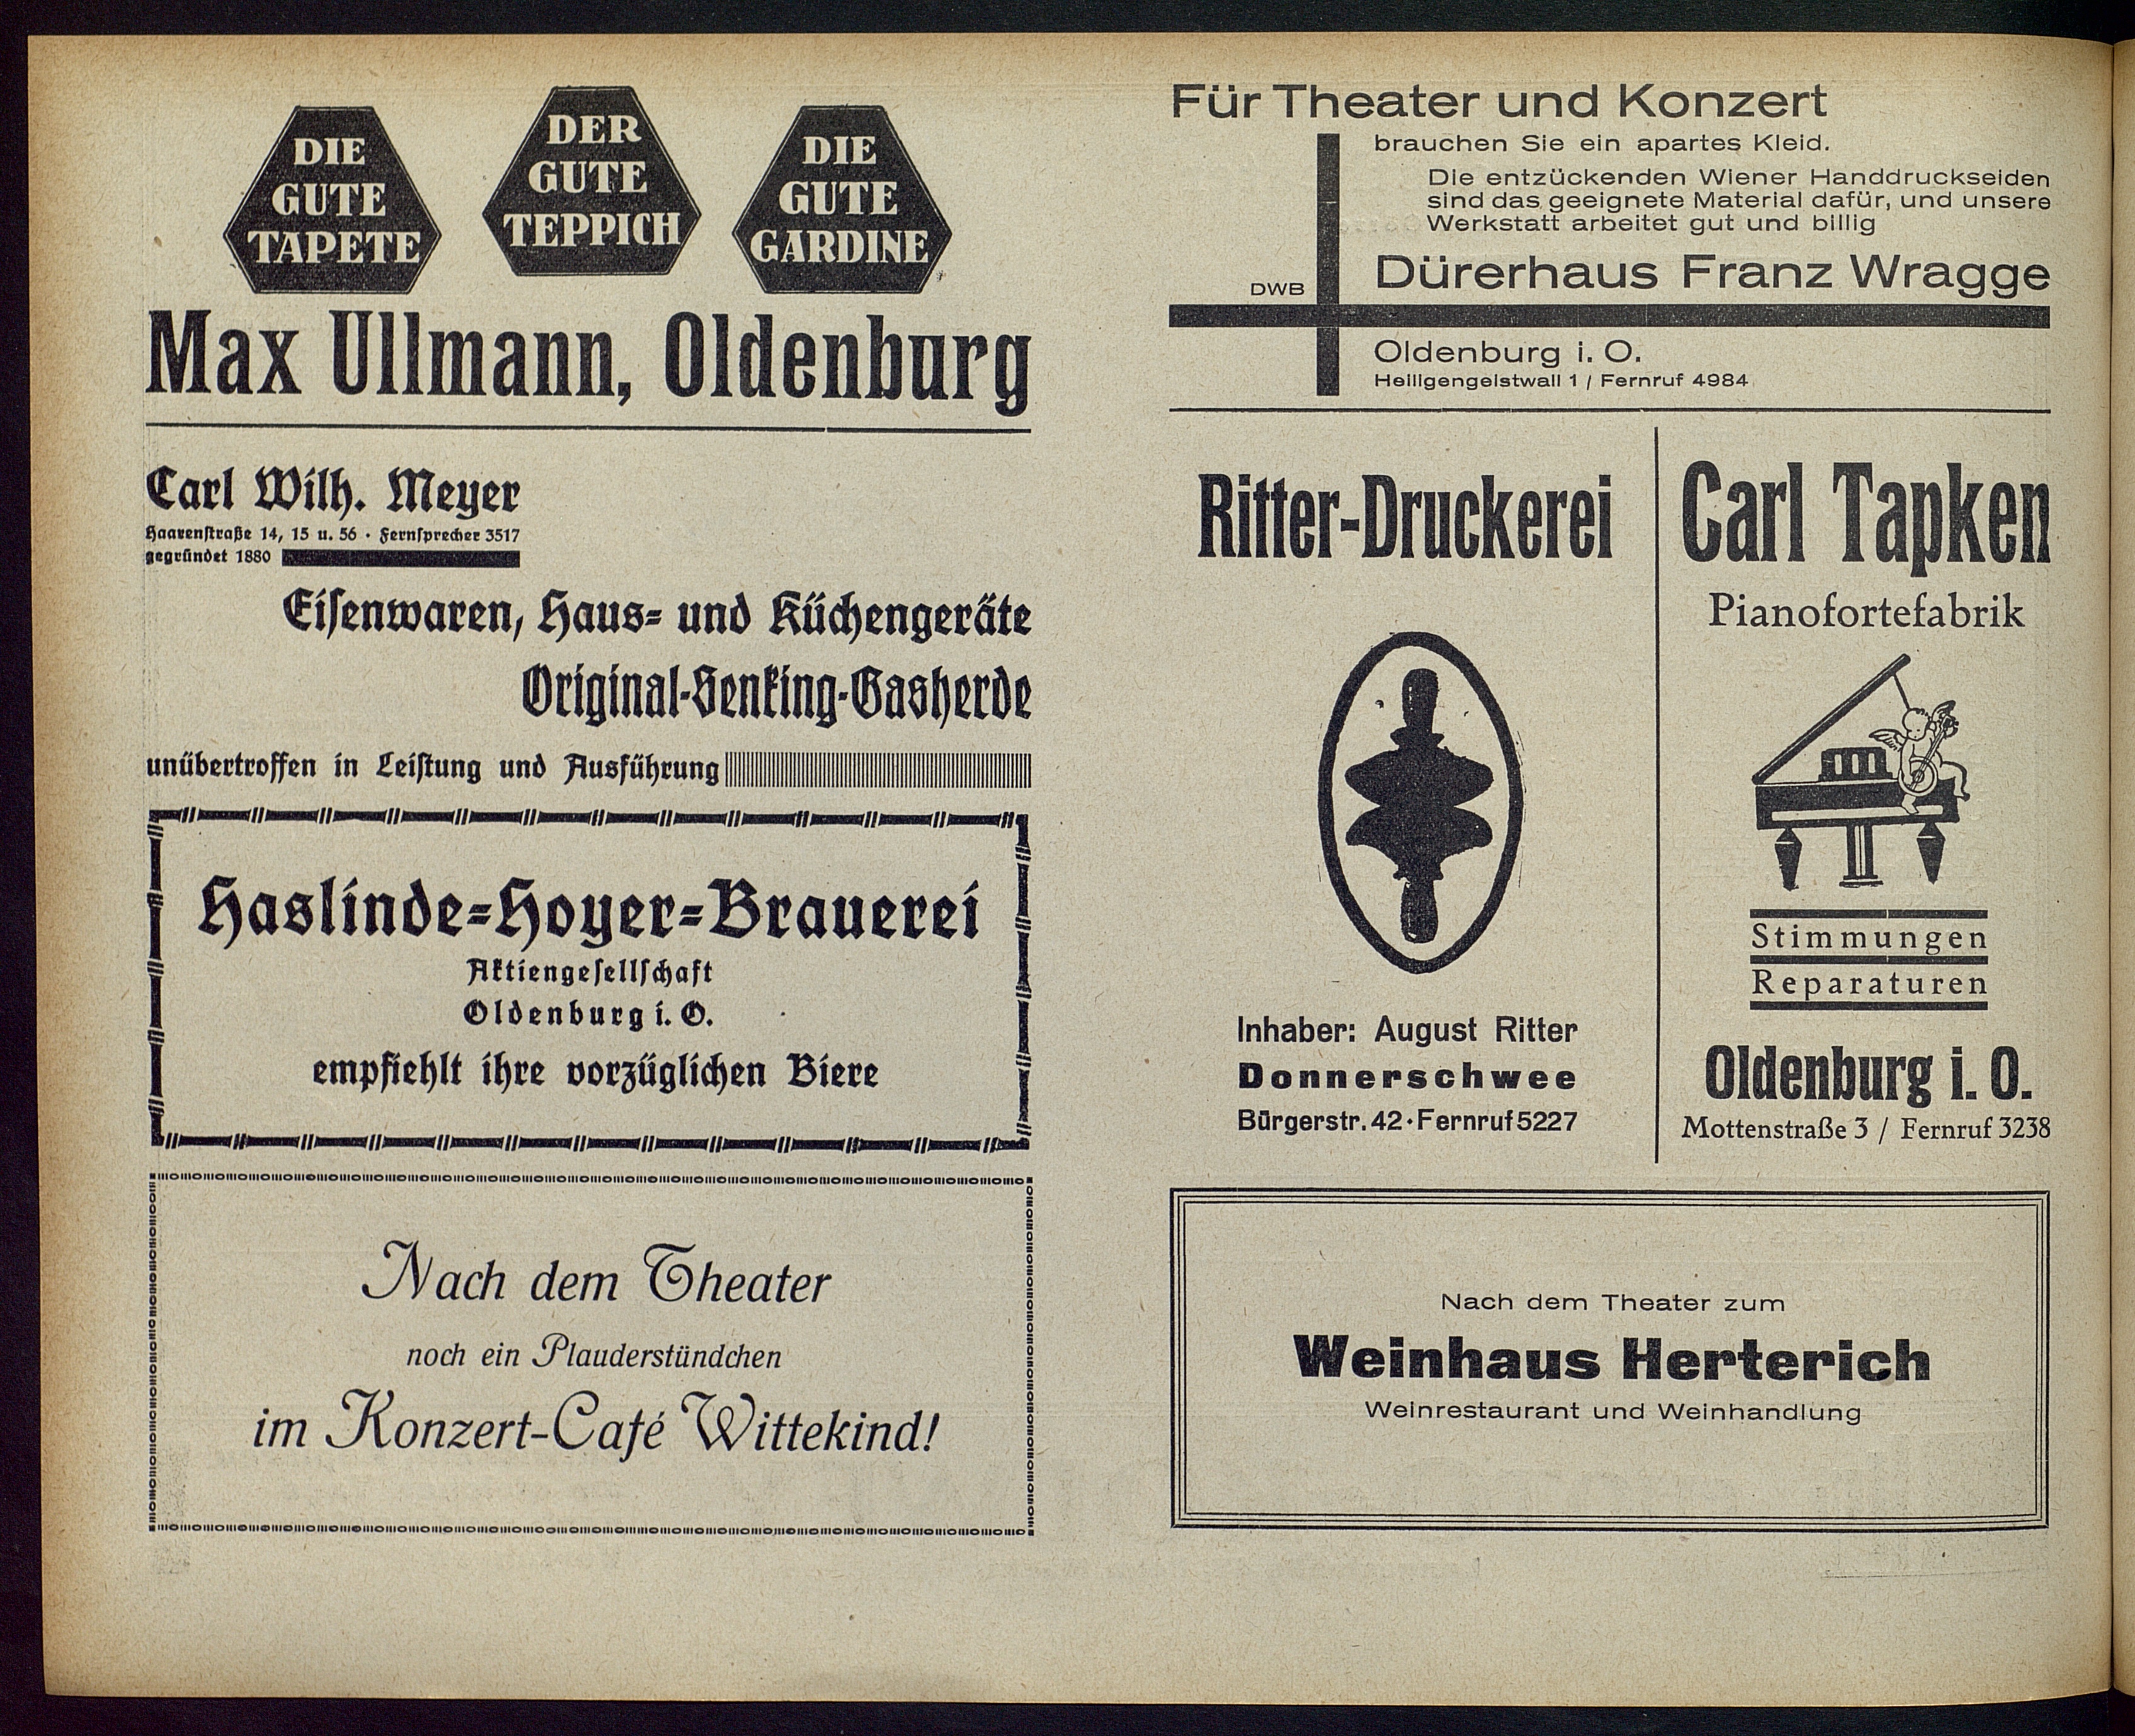 DIE
GUTE
TAPETE
DER
GUTE
TEPPICH
DIE
GUTE
GARDINE
Max Ullmann, Oldenburg
Carl Wilh. Meyer
Haarenſtraße 14, 15 u. 56 · Fernſprecher 3517
gegründet 1880
Eiſenwaren, Haus- und Küchengeräte
Original-Senking-Gasherde
unübertroffen in Leiſtung und Ausführung
Haslinde-Hoyer-Brauerei
Aktiengeſellſchaft
Oldenburg i. O.
empfiehlt ihre vorzüglichen Biere
Nach dem Theater
noch ein Plauderstündchen
im Konzert-Café Wittekind!
Für Theater und Konzert
brauchen Sie ein apartes Kleid.
Die entzückenden Wiener Handdruckseiden
sind das geeignete Material dafür, und unsere
Werkstatt arbeitet gut und billig
DWB
Dürerhaus Franz Wragge
Oldenburg i. O.
Heiligengeistwall 1 / Fernruf 4984
Ritter-Druckerei
Inhaber: August Ritter
Donnerschwee
Bürgerstr. 42 · Fernruf 5227
Carl Tapken
Pianofortefabrik
Stimmungen
Reparaturen
Oldenburg i. O.
Mottenstraße 3 / Fernruf 3238
Nach dem Theater zum
Weinhaus Herterich
Weinrestaurant und Weinhandlung